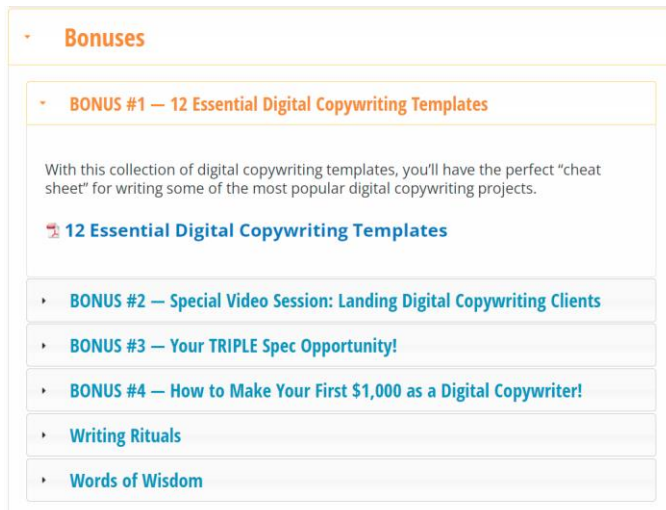 Bonuses
BONUS #1 — 12 Essential Digital Copywriting Templates
With this collection of digital copywriting templates, you’ll have the perfect “cheat
sheet” for writing some of the most popular digital copywriting projects.
12 Essential Digital Copywriting Templates
BONUS #2 — Special Video Session: Landing Digital Copywriting Clients
BONUS #3 — Your TRIPLE Spec Opportunity!
BONUS #4 — How to Make Your First $1,000 as a Digital Copywriter!
Writing Rituals
Words of Wisdom